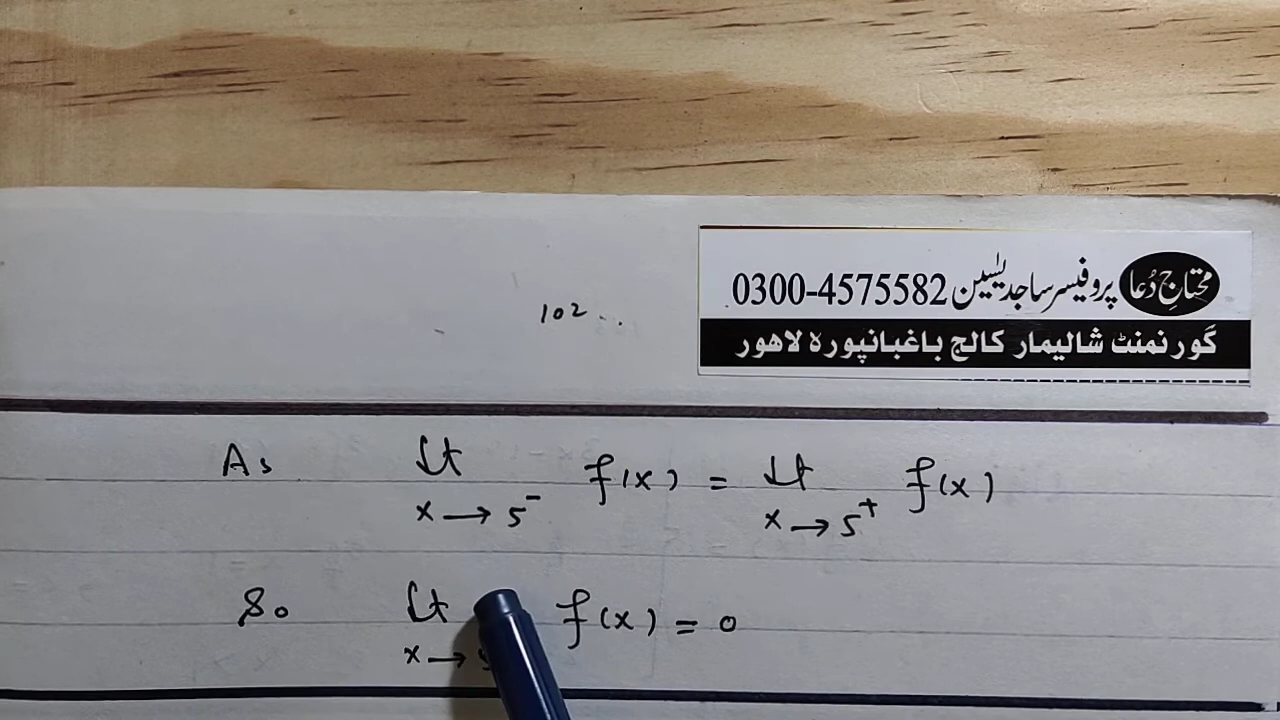 محتاجِ دُعا پروفیسر ساجد یٰسین 0300-4575582
گورنمنٹ شالیمار کالج باغبانپورہ لاہور
102..
As Lt f(x) = Lt f(x)
x → 5⁻ x → 5⁺
So Lt f(x) = 0
x →